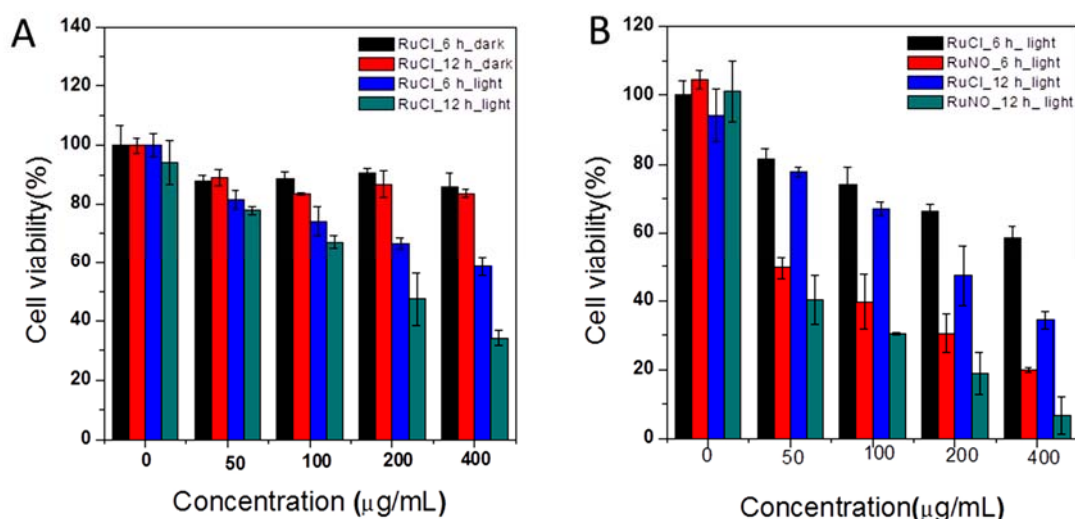 A
140
120
100
80
60
40
20
0
Cell viability(%)
RuCl_6 h_dark
RuCl_12 h_dark
RuCl_6 h_light
RuCl_12 h_light
0 50 100 200 400
Concentration (μg/mL)
B
120
100
80
60
40
20
0
Cell viability(%)
RuCl_6 h_ light
RuNO_6 h_light
RuCl_12 h_light
RuNO_12 h_ light
0 50 100 200 400
Concentration(μg/mL)